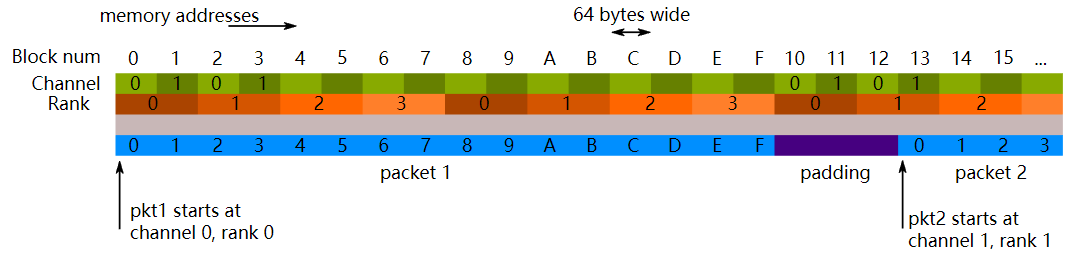 memory addresses
64 bytes wide
Block num 0 1 2 3 4 5 6 7 8 9 A B C D E F 10 11 12 13 14 15 ...
Channel 0 1 0 1 0 1 0 1
Rank 0 1 2 3 0 1 2 3 0 1 2
0 1 2 3 4 5 6 7 8 9 A B C D E F 0 1 2 3
packet 1 padding packet 2
pkt1 starts at
channel 0, rank 0
pkt2 starts at
channel 1, rank 1